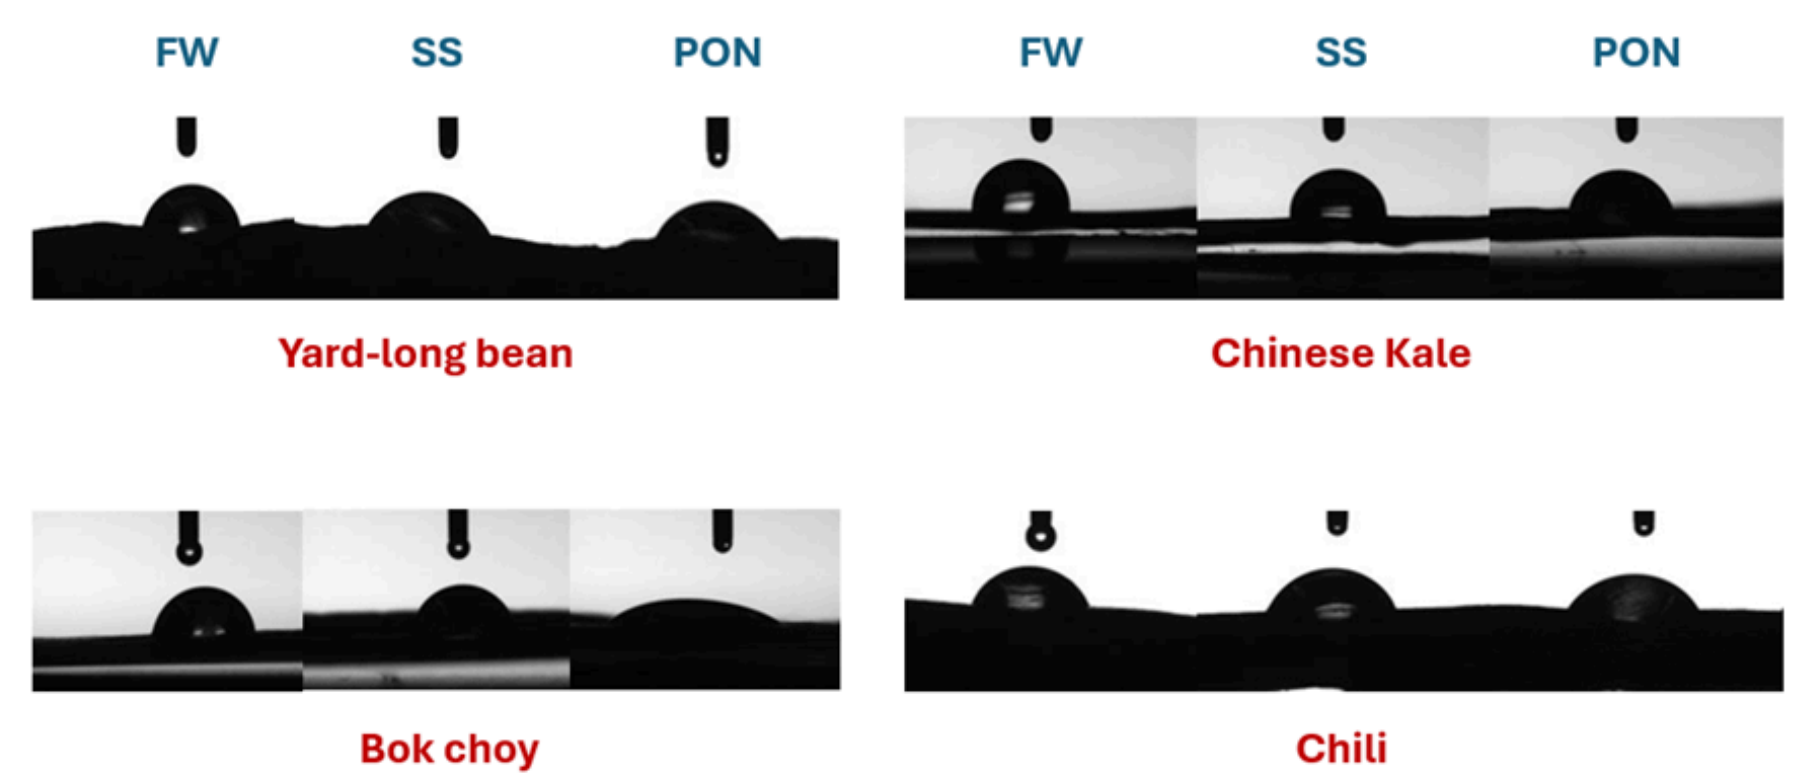 FW SS PON
FW SS PON
Yard-long bean
Chinese Kale
Bok choy
Chili